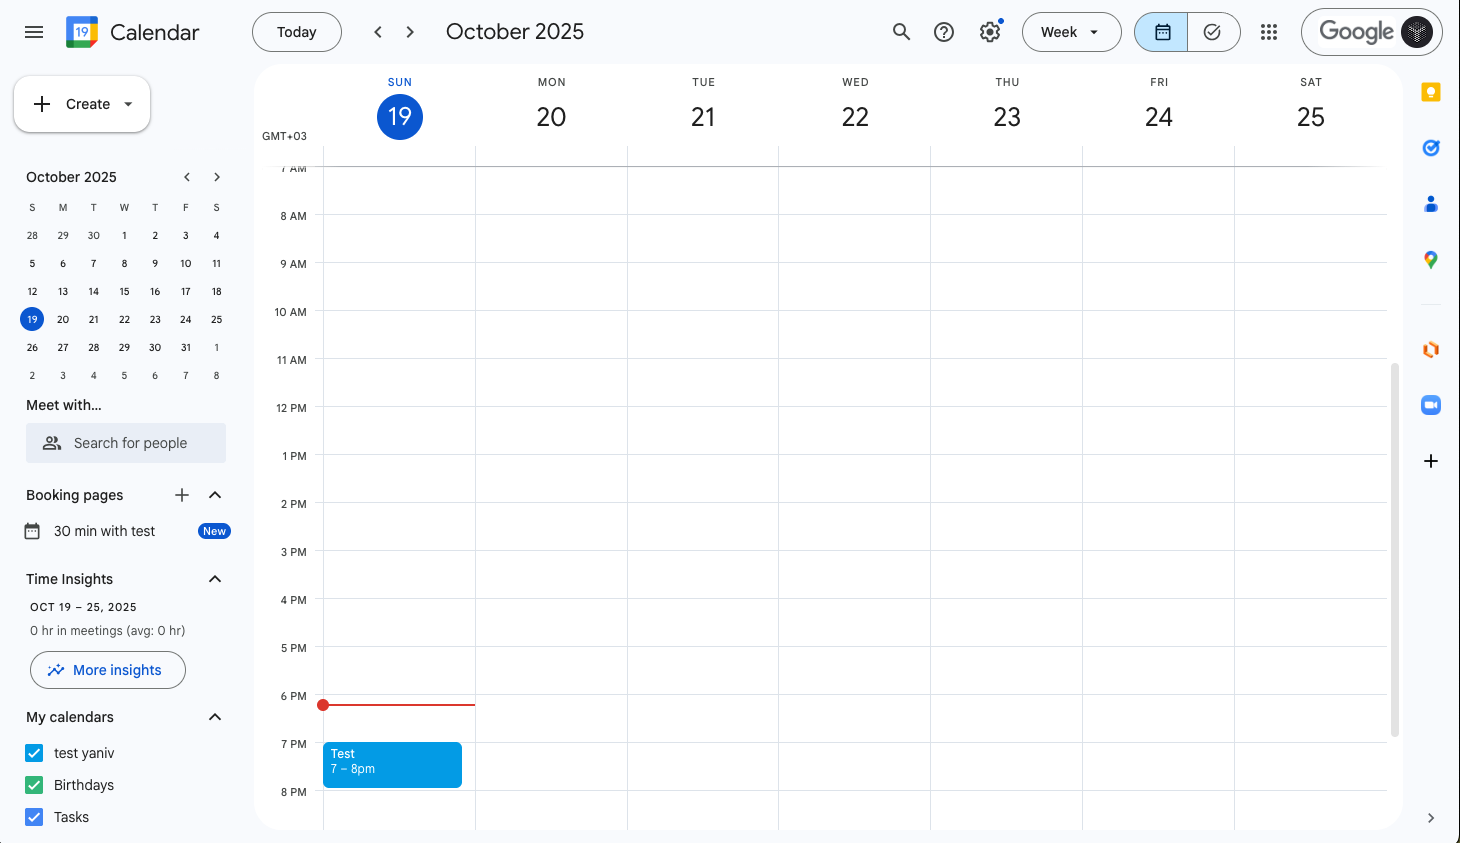 19 Calendar
Today
October 2025
Week
Google
Create
October 2025
S M T W T F S
28 29 30 1 2 3 4
5 6 7 8 9 10 11
12 13 14 15 16 17 18
19 20 21 22 23 24 25
26 27 28 29 30 31 1
2 3 4 5 6 7 8
Meet with...
Search for people
Booking pages
30 min with test New
Time Insights
OCT 19 – 25, 2025
0 hr in meetings (avg: 0 hr)
More insights
My calendars
test yaniv
Birthdays
Tasks
SUN MON TUE WED THU FRI SAT
19 20 21 22 23 24 25
GMT+03
7 AM
8 AM
9 AM
10 AM
11 AM
12 PM
1 PM
2 PM
3 PM
4 PM
5 PM
6 PM
7 PM
Test
7 – 8pm
8 PM